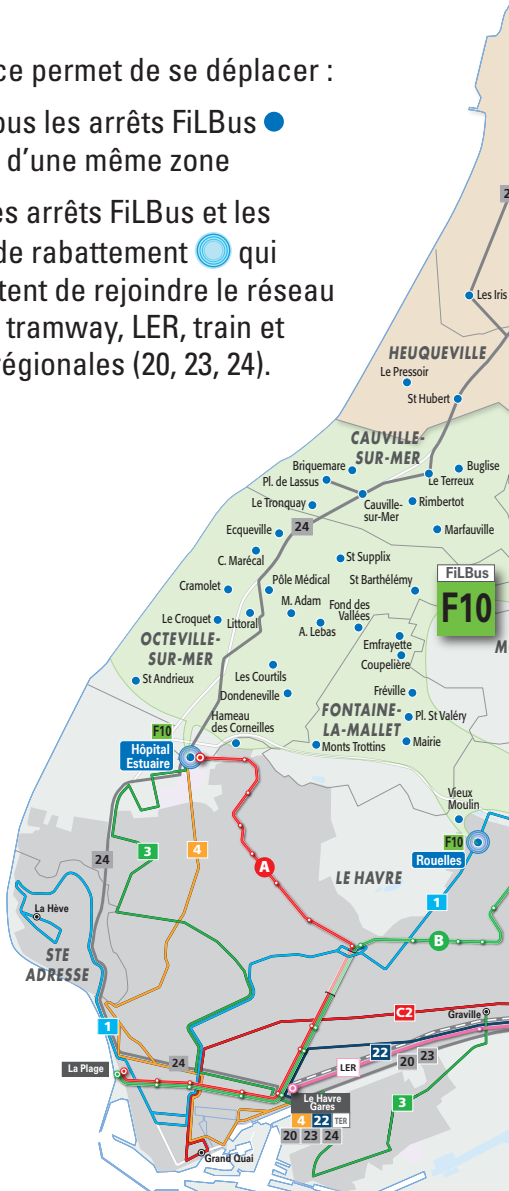 ce permet de se déplacer :
ous les arrêts FiLBus
d'une même zone
es arrêts FiLBus et les
de rabattement qui
tent de rejoindre le réseau
tramway, LER, train et
régionales (20, 23, 24).
2
Les Iris
HEUQUEVILLE
Le Pressoir
St Hubert
CAUVILLE-
SUR-MER
Briquemare
Pl. de Lassus
Buglise
Le Terreux
Le Tronquay
Cauville-
sur-Mer
Rimbertot
24
Ecqueville
Marfauville
C. Marécal
St Supplix
FiLBus
F10
Cramolet
Pôle Médical
St Barthélémy
M. Adam
Fond des
Vallées
Le Croquet
Littoral
A. Lebas
M
OCTEVILLE-
SUR-MER
Emfrayette
Coupelière
St Andrieux
Les Courtils
Dondeneville
Fréville
FONTAINE-
LA-MALLET
Pl. St Valéry
Hameau
des Corneilles
F10
Hôpital
Estuaire
Monts Trottins
Mairie
Vieux
Moulin
F10
Rouelles
24
3
4
A
LE HAVRE
1
La Hève
B
STE
ADRESSE
C2
Graville
1
22
20
23
La Plage
24
LER
Le Havre
Gares
4 22 TER
20 23 24
3
Grand Quai